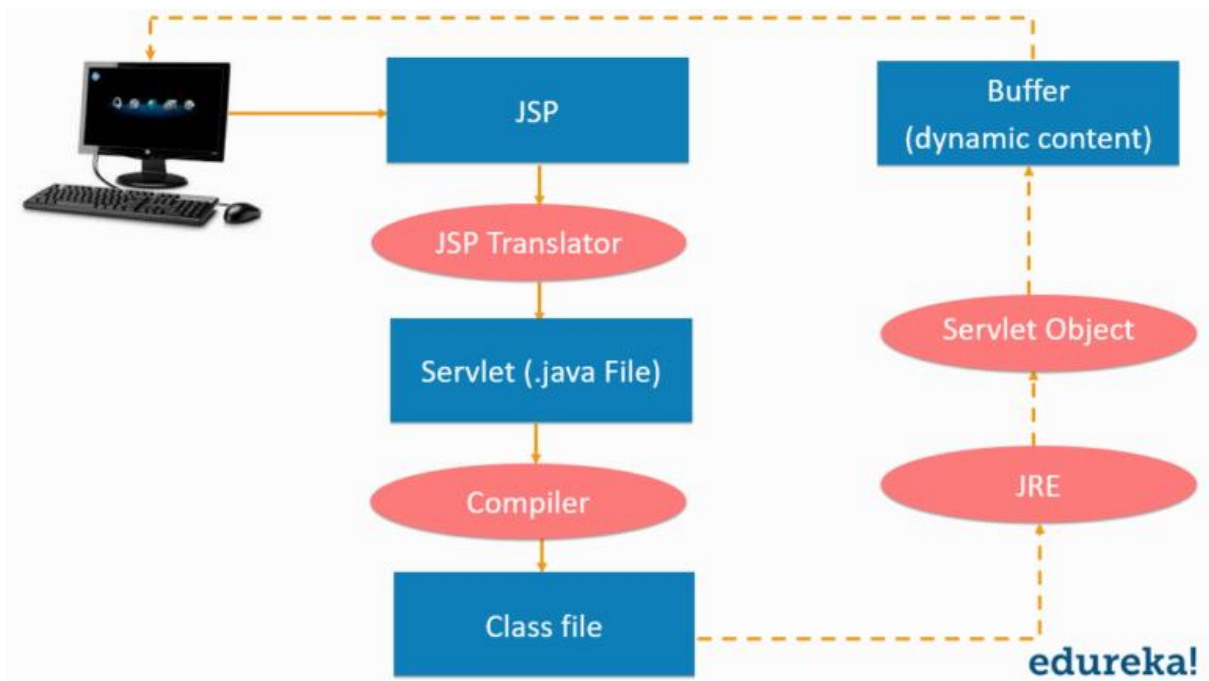 JSP
JSP Translator
Servlet (.java File)
Compiler
Class file
Buffer
(dynamic content)
Servlet Object
JRE
edureka!